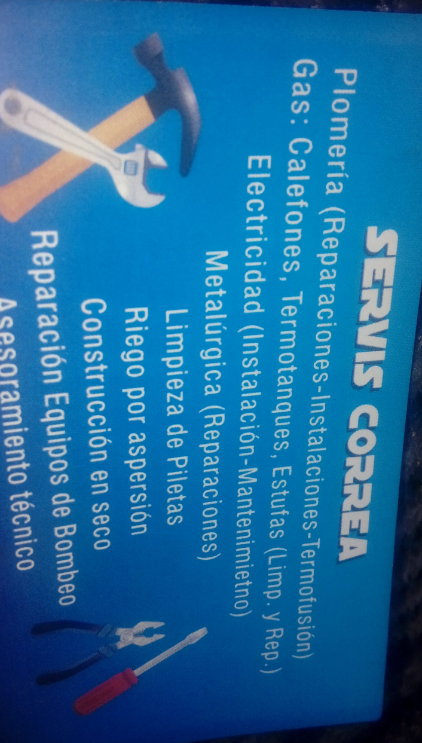 SERVIS CORREA
Plomería (Reparaciones-Instalaciones-Termofusión)
Gas: Calefones, Termotanques, Estufas (Limp. y Rep.)
Electricidad (Instalación-Mantenimietno)
Metalúrgica (Reparaciones)
Limpieza de Piletas
Riego por aspersión
Construcción en seco
Reparación Equipos de Bombeo
Asesoramiento técnico